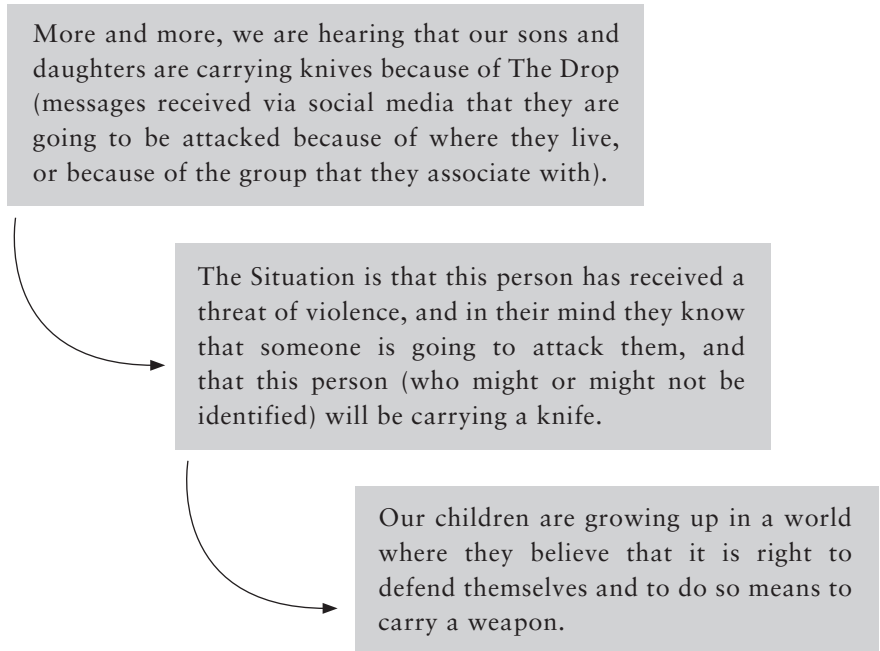 More and more, we are hearing that our sons and
daughters are carrying knives because of The Drop
(messages received via social media that they are
going to be attacked because of where they live,
or because of the group that they associate with).
The Situation is that this person has received a
threat of violence, and in their mind they know
that someone is going to attack them, and
that this person (who might or might not be
identified) will be carrying a knife.
Our children are growing up in a world
where they believe that it is right to
defend themselves and to do so means to
carry a weapon.